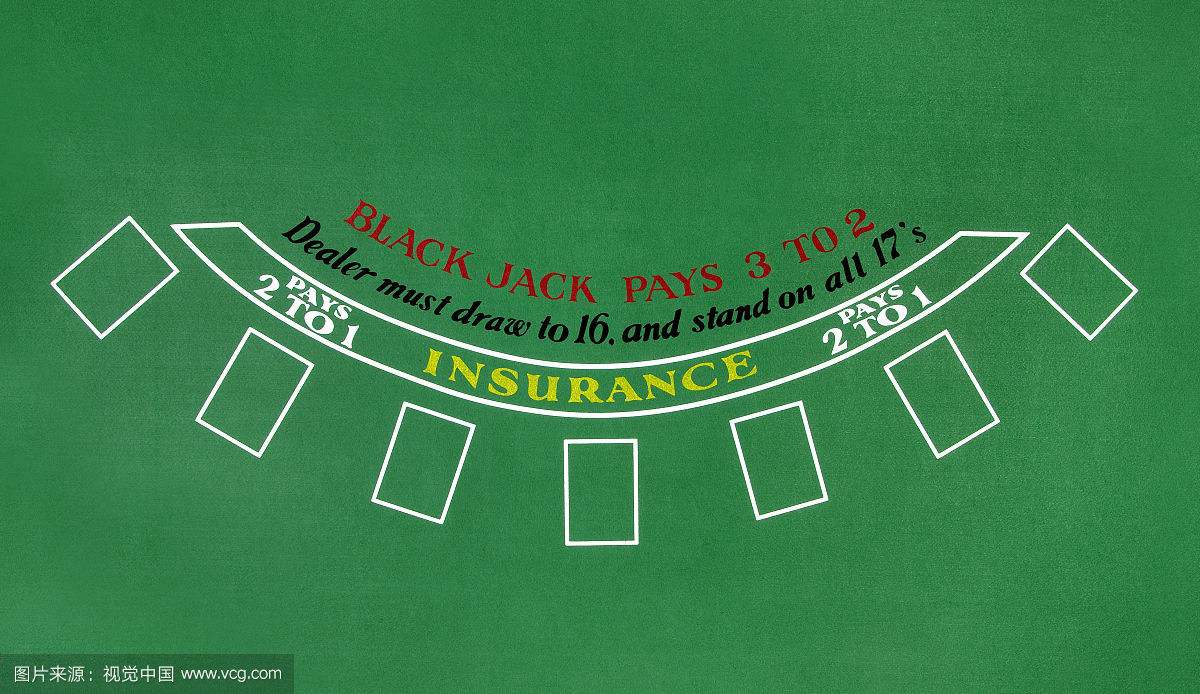 BLACK JACK PAYS 3 TO 2
Dealer must draw to 16, and stand on all 17's
PAYS
2 TO 1
INSURANCE
PAYS
2 TO 1
图片来源：视觉中国 www.vcg.com